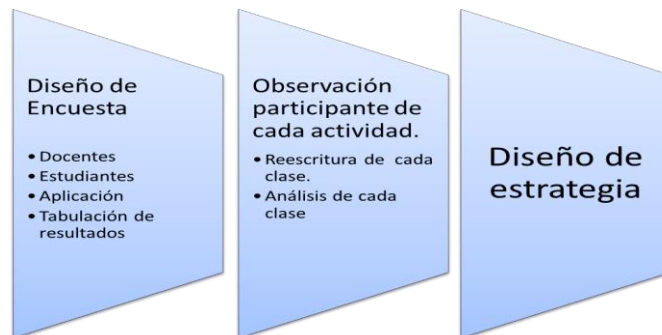 Diseño de
Encuesta
• Docentes
• Estudiantes
• Aplicación
• Tabulación de
resultados
Observación
participante de
cada actividad.
• Reescritura de cada
clase.
• Análisis de cada
clase
Diseño de
estrategia